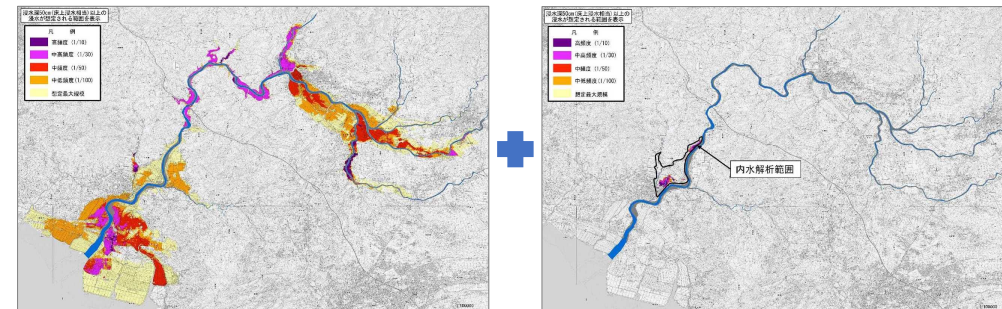 浸水深50cm(床上浸水相当)以上の
浸水が想定される範囲を表示
凡 例
高頻度 (1/10)
中高頻度 (1/30)
中頻度 (1/50)
中低頻度(1/100)
想定最大規模
浸水深50cm(床上浸水相当)以上の
浸水が想定される範囲を表示
凡 例
高頻度 (1/10)
中高頻度 (1/30)
中頻度 (1/50)
中低頻度(1/100)
想定最大規模
内水解析範囲